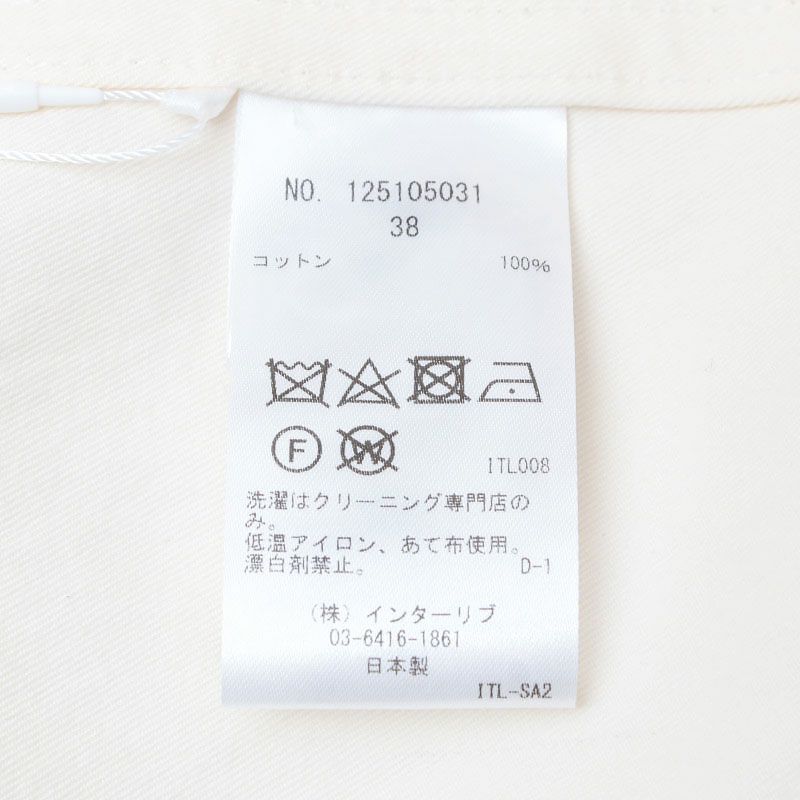 NO. 125105031
38
コットン 100%
F W
ITL008
洗濯はクリーニング専門店の
み。
低温アイロン、あて布使用。
漂白剤禁止。 D-1
(株)インターリブ
03-6416-1861
日本製
ITL-SA2